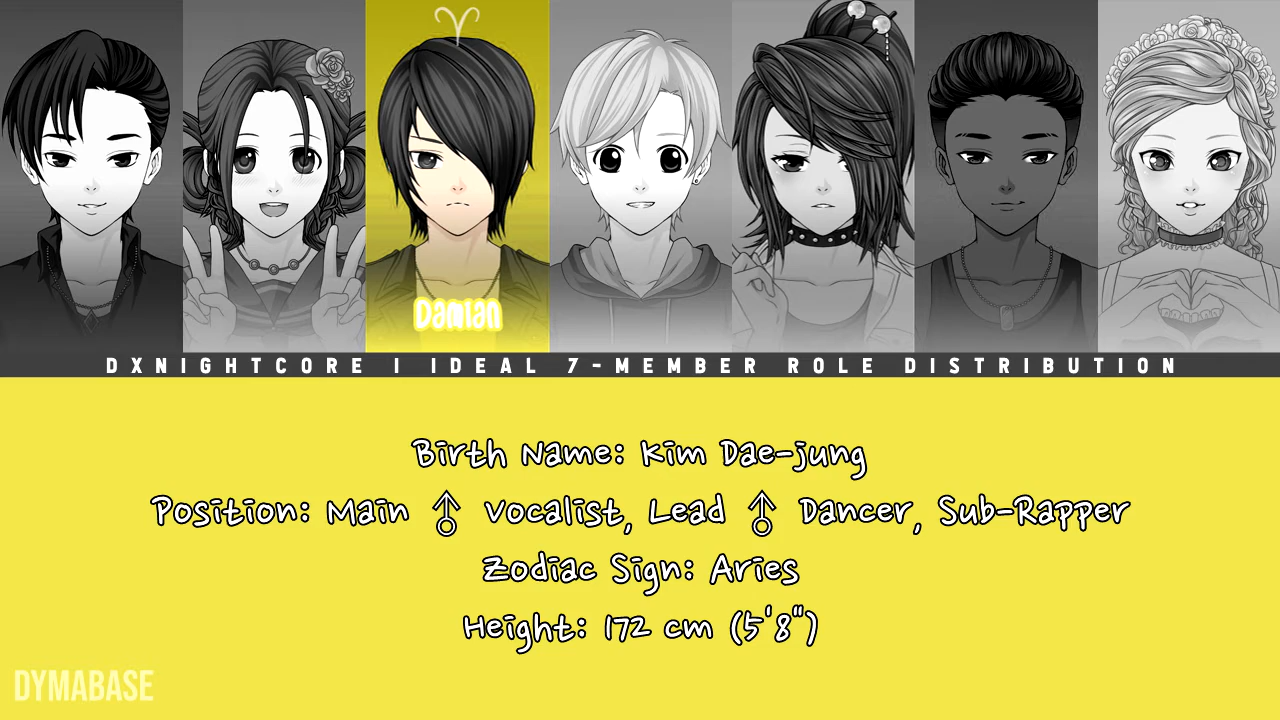 Damian
DXNIGHTCORE | IDEAL 7-MEMBER ROLE DISTRIBUTION
Birth Name: Kim Dae-jung
Position: Main ♂ Vocalist, Lead ♂ Dancer, Sub-Rapper
Zodiac Sign: Aries
Height: 172 cm (5'8")
DYMABASE